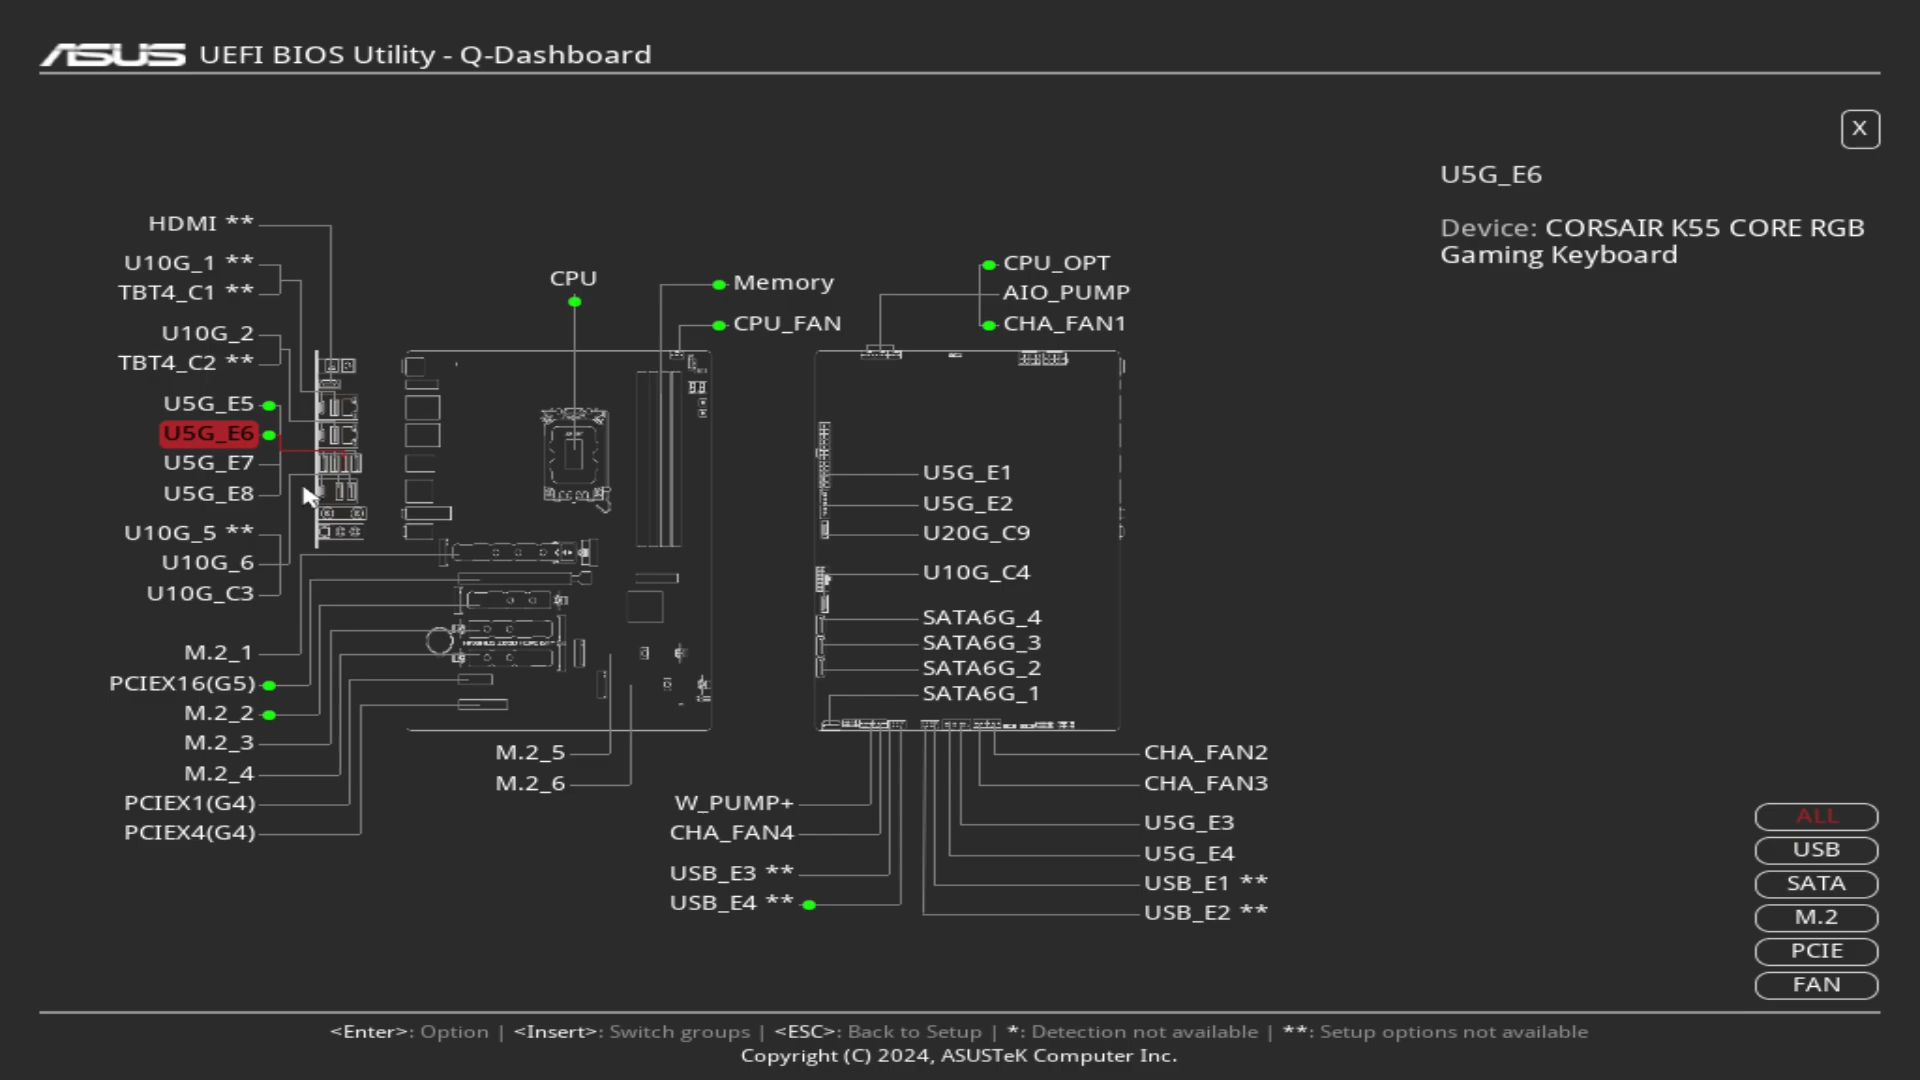 ASUS UEFI BIOS Utility - Q-Dashboard
X
U5G_E6
Device: CORSAIR K55 CORE RGB
Gaming Keyboard
HDMI **
U10G_1 **
TBT4_C1 **
U10G_2
TBT4_C2 **
U5G_E5
U5G_E6
U5G_E7
U5G_E8
U10G_5 **
U10G_6
U10G_C3
M.2_1
PCIEX16(G5)
M.2_2
M.2_3
M.2_4
PCIEX1(G4)
PCIEX4(G4)
CPU
Memory
CPU_FAN
M.2_5
M.2_6
CPU_OPT
AIO_PUMP
CHA_FAN1
U5G_E1
U5G_E2
U20G_C9
U10G_C4
SATA6G_4
SATA6G_3
SATA6G_2
SATA6G_1
W_PUMP+
CHA_FAN4
USB_E3 **
USB_E4 **
CHA_FAN2
CHA_FAN3
U5G_E3
U5G_E4
USB_E1 **
USB_E2 **
ALL
USB
SATA
M.2
PCIE
FAN
<Enter>: Option | <Insert>: Switch groups | <ESC>: Back to Setup | *: Detection not available | **: Setup options not available
Copyright (C) 2024, ASUSTeK Computer Inc.